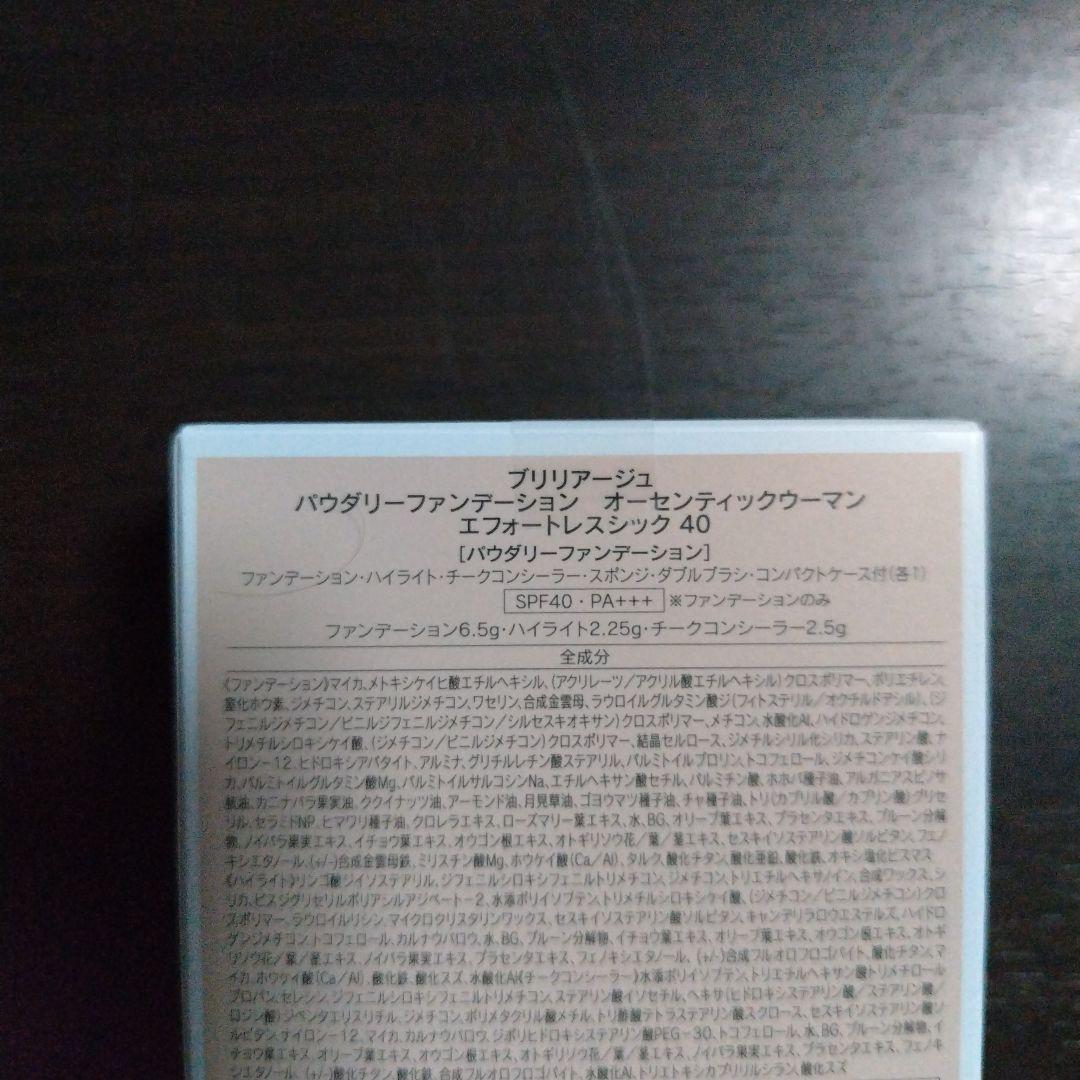 ブリリアージュ
パウダリーファンデーション オーセンティックウーマン
エフォートレスシック 40
[パウダリーファンデーション]
ファンデーション・ハイライト・チークコンシーラー・スポンジ・ダブルブラシ・コンパクトケース付(各1)
SPF40・PA+++ ※ファンデーションのみ
ファンデーション6.5g・ハイライト2.25g・チークコンシーラー2.5g
全成分
《ファンデーション》マイカ、メトキシケイヒ酸エチルヘキシル、(アクリレーツ/アクリル酸エチルヘキシル)クロスポリマー、ポリエチレン、
窒化ホウ素、ジメチコン、ステアリルジメチコン、ワセリン、合成金雲母、ラウロイルグルタミン酸ジ(フィトステリル/オクチルドデシル)、(ジ
フェニルジメチコン/ビニルジフェニルジメチコン/シルセスキオキサン)クロスポリマー、メチコン、水酸化Al、ハイドロゲンジメチコン、
トリメチルシロキシケイ酸、(ジメチコン/ビニルジメチコン)クロスポリマー、結晶セルロース、ジメチルシリル化シリカ、ステアリン酸、ナ
イロン-12、ヒドロキシアパタイト、アルミナ、グリチルレチン酸ステアリル、パルミトイルプロリン、トコフェロール、ジメチコンケイ酸シリ
カ、パルミトイルグルタミン酸Mg、パルミトイルサルコシンNa、エチルヘキサン酸セチル、パルミチン酸、ホホバ種子油、アルガニアスピノサ
核油、カニナバラ果実油、ククイナッツ油、アーモンド油、月見草油、ゴヨウマツ種子油、チャ種子油、トリ(カプリル酸/カプリン酸)グリセ
リル、セラミドNP、ヒマワリ種子油、クロレラエキス、ローズマリー葉エキス、水、BG、オリーブ葉エキス、プラセンタエキス、プルーン分解
物、ノイバラ果実エキス、イチョウ葉エキス、オウゴン根エキス、オトギリソウ花/葉/茎エキス、セスキイソステアリン酸ソルビタン、フェノ
キシエタノール、(+/-)合成金雲母鉄、ミリスチン酸Mg、ホウケイ酸(Ca/Al)、タルク、酸化チタン、酸化亜鉛、酸化鉄、オキシ塩化ビスマス
《ハイライト》リンゴ酸ジイソステアリル、ジフェニルシロキシフェニルトリメチコン、ジメチコン、トリエチルヘキサノイン、合成ワックス、シ
リカ、ビスジグリセリルポリアシルアジペート-2、水添ポリイソブテン、トリメチルシロキシケイ酸、(ジメチコン/ビニルジメチコン)クロ
スポリマー、ラウロイルリシン、マイクロクリスタリンワックス、セスキイソステアリン酸ソルビタン、キャンデリラロウエステルズ、ハイドロ
ゲンジメチコン、トコフェロール、カルナウバロウ、水、BG、プルーン分解物、イチョウ葉エキス、オリーブ葉エキス、オウゴン根エキス、オトギ
リソウ花/葉/茎エキス、ノイバラ果実エキス、プラセンタエキス、フェノキシエタノール、(+/-)合成フルオロフロゴパイト、酸化チタン、マ
イカ、ホウケイ酸(Ca/Al)、酸化鉄、酸化スズ、水酸化Al《チークコンシーラー》水添ポリイソブテン、トリエチルヘキサン酸トリメチロール
プロパン、セレシン、ジフェニルシロキシフェニルトリメチコン、ステアリン酸イソセチル、ヘキサ(ヒドロキシステアリン酸/ステアリン酸/
ロジン酸)ジペンタエリスリチル、ジメチコン、ポリメタクリル酸メチル、トリ酢酸テトラステアリン酸スクロース、セスキイソステアリン酸ソ
ルビタン、ナイロン-12、マイカ、カルナウバロウ、ジポリヒドロキシステアリン酸PEG-30、トコフェロール、水、BG、プルーン分解物、イ
チョウ葉エキス、オリーブ葉エキス、オウゴン根エキス、オトギリソウ花/葉/茎エキス、ノイバラ果実エキス、プラセンタエキス、フェノキ
シエタノール、(+/-)酸化チタン、酸化鉄、合成フルオロフロゴパイト、水酸化Al、トリエトキシカプリリルシラン、酸化スズ